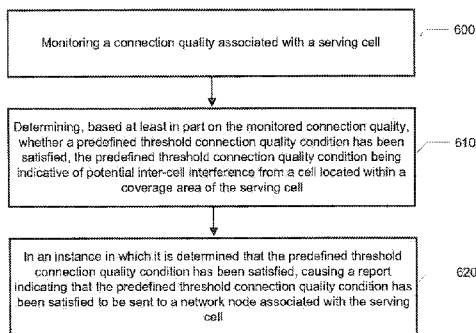 Monitoring a connection quality associated with a serving cell
600
Determining, based at least in part on the monitored connection quality,
whether a predefined threshold connection quality condition has been
satisfied, the predefined threshold connection quality condition being
indicative of potential inter-cell interference from a cell located within a
coverage area of the serving cell
610
In an instance in which it is determined that the predefined threshold
connection quality condition has been satisfied, causing a report
indicating that the predefined threshold connection quality condition has
been satisfied to be sent to a network node associated with the serving
cell
620